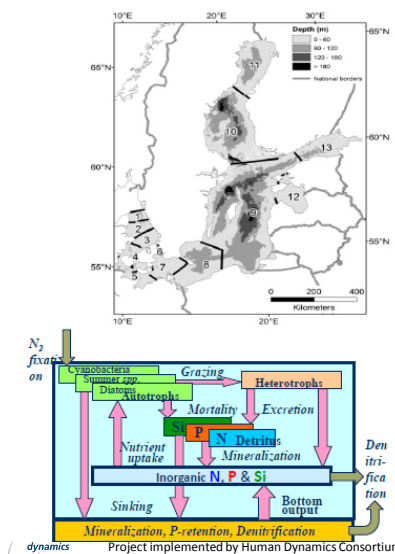 10°E 20°E 30°E
Depth (m)
0 - 60
60 - 120
120 - 180
> 180
National borders
65°N
65°N
11
10
60°N
60°N
13
12
9
1
2
3
6
4
7
5
8
55°N
55°N
0 200 400
Kilometers
10°E 20°E
N2
fixati
on
Cyanobacteria
Summer spp.
Diatoms
Autotrophs
Grazing
Heterotrophs
Mortality
Excretion
Si
P
N Detritus
Nutrient
uptake
Mineralization
Inorganic N, P & Si
Den
itri-
fica
tion
Sinking
Bottom
output
Mineralization, P-retention, Denitrification
dynamics
Project implemented by Human Dynamics Consortiu